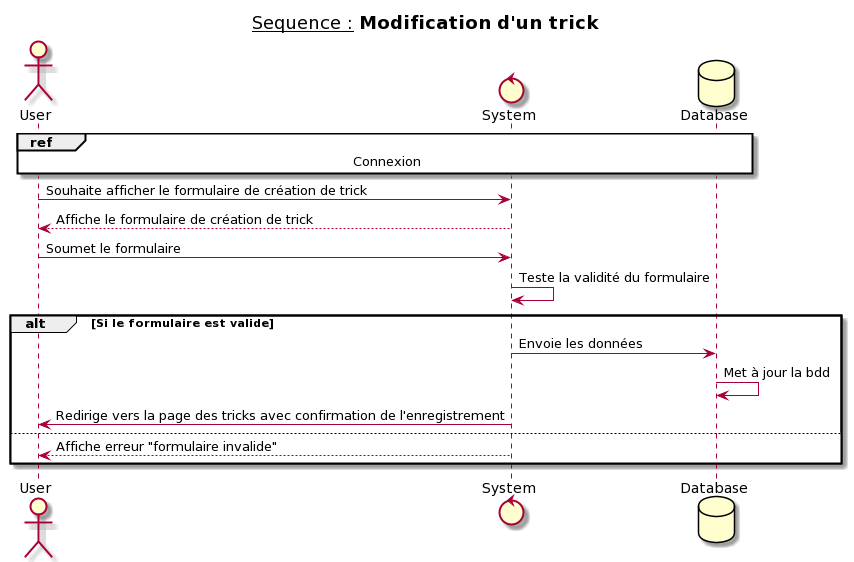 Sequence : Modification d'un trick
User
System
Database
ref
Connexion
Souhaite afficher le formulaire de création de trick
Affiche le formulaire de création de trick
Soumet le formulaire
Teste la validité du formulaire
alt [Si le formulaire est valide]
Envoie les données
Met à jour la bdd
Redirige vers la page des tricks avec confirmation de l'enregistrement
Affiche erreur "formulaire invalide"
User
System
Database